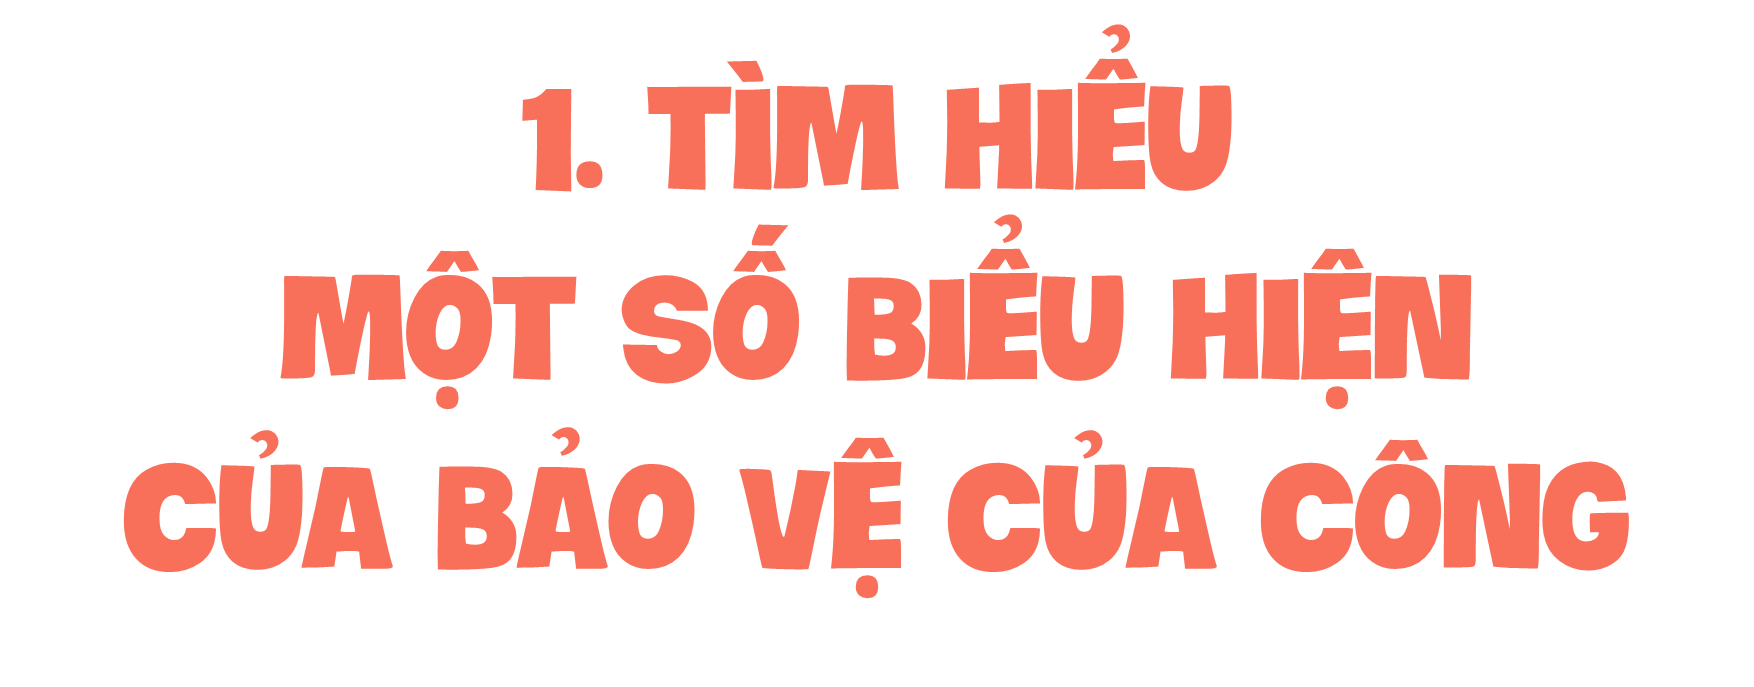 1. TÌM HIỂU
MỘT SỐ BIỂU HIỆN
CỦA BẢO VỆ CỦA CÔNG